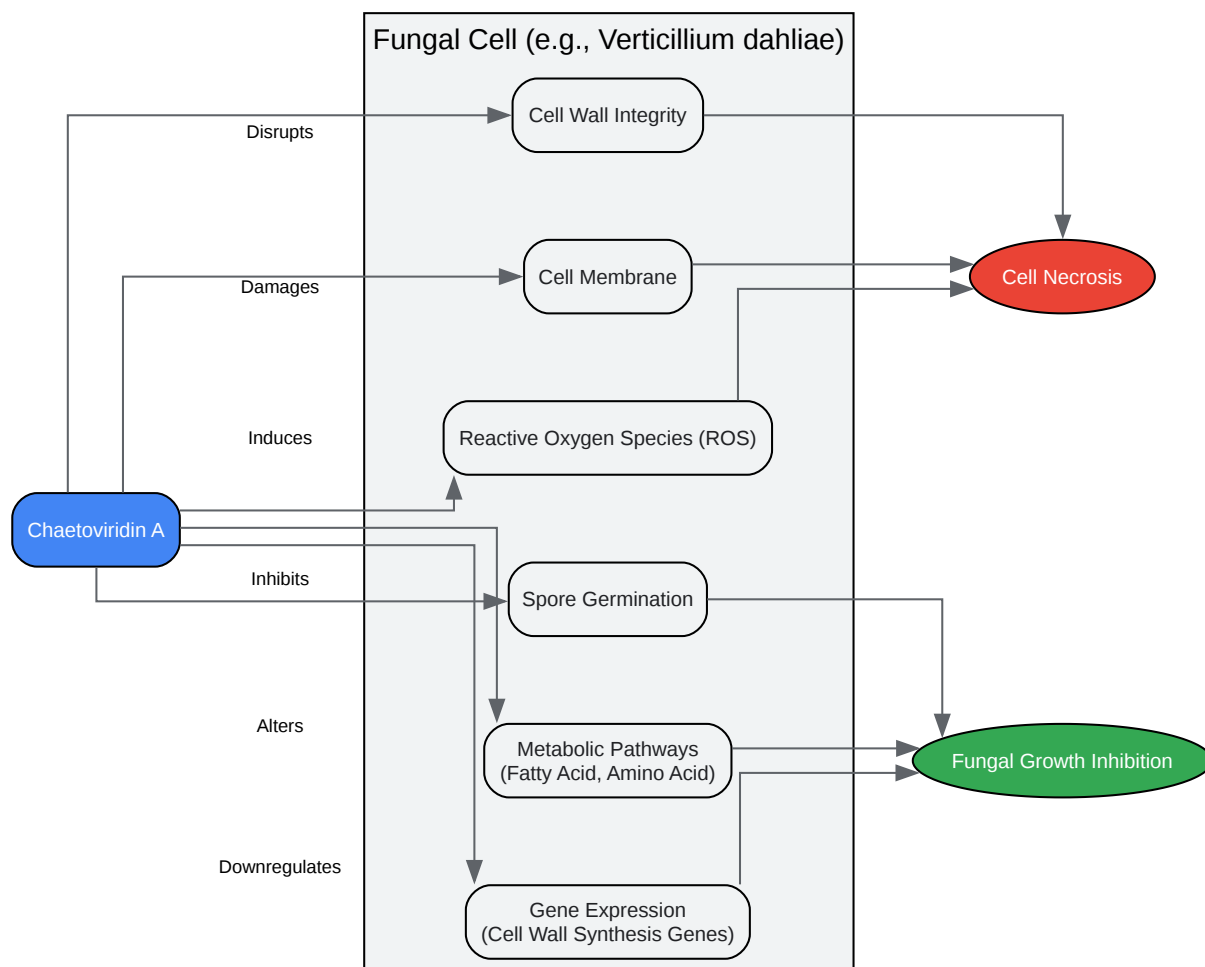 Fungal Cell (e.g., Verticillium dahliae)
Cell Wall Integrity
Disrupts
Cell Membrane
Cell Necrosis
Damages
Induces
Reactive Oxygen Species (ROS)
Chaetoviridin A
Inhibits
Spore Germination
Alters
Metabolic Pathways
(Fatty Acid, Amino Acid)
Fungal Growth Inhibition
Downregulates
Gene Expression
(Cell Wall Synthesis Genes)